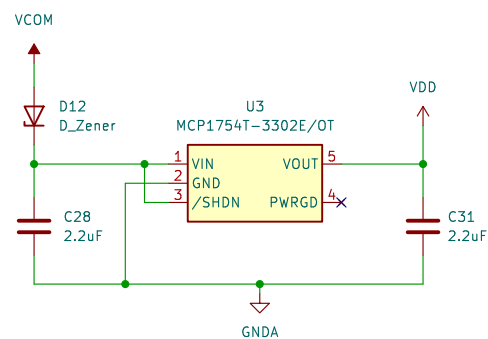 VCOM
D12
D_Zener
VDD
U3
MCP1754T-3302E/OT
1 VIN VOUT 5
2 GND
3 /SHDN PWRGD 4
C28
2.2uF
C31
2.2uF
GNDA